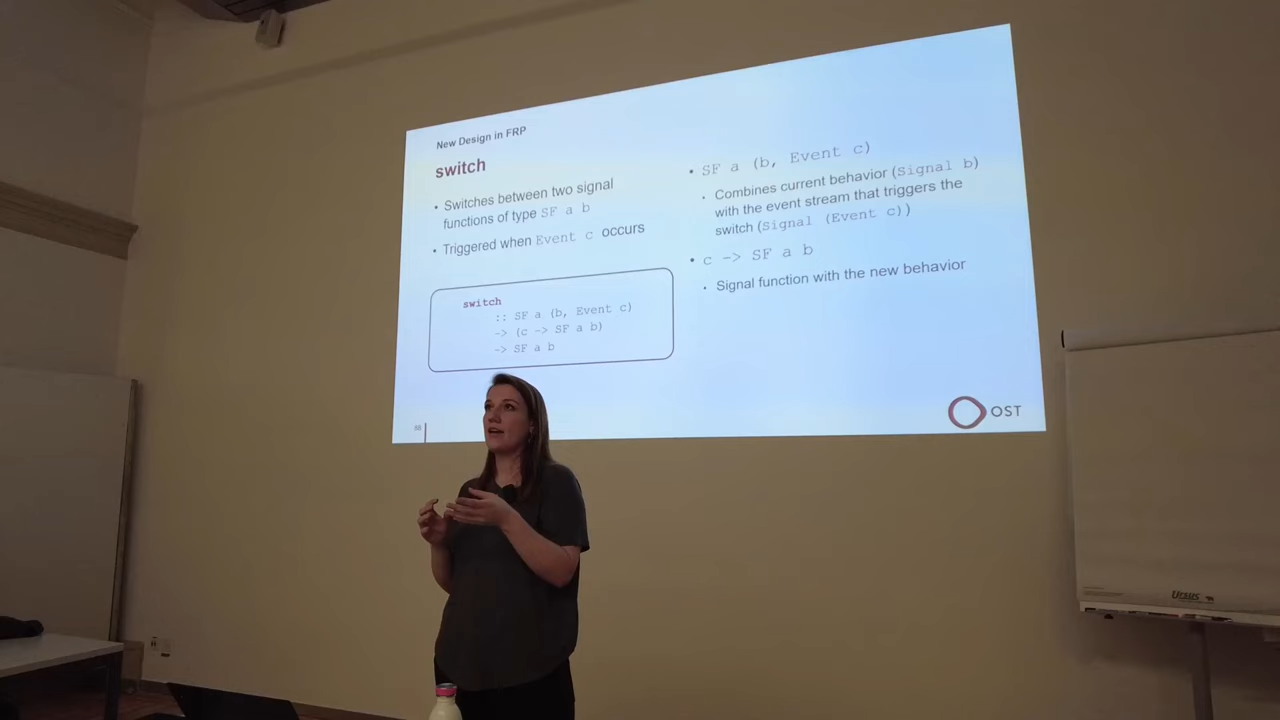 New Design in FRP
switch
• Switches between two signal
functions of type SF a b
• Triggered when Event c occurs
switch
:: SF a (b, Event c)
-> (c -> SF a b)
-> SF a b
• SF a (b, Event c)
• Combines current behavior (Signal b)
with the event stream that triggers the
switch (Signal (Event c))
• c -> SF a b
• Signal function with the new behavior
OST